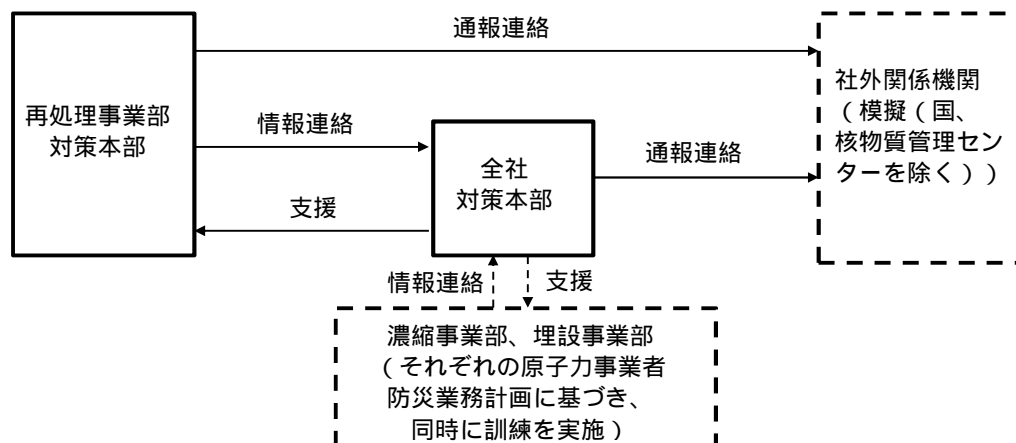 通報連絡
再処理事業部
対策本部
情報連絡
支援
全社
対策本部
通報連絡
社外関係機関
(模擬(国、
核物質管理セン
ターを除く))
情報連絡
支援
濃縮事業部、埋設事業部
(それぞれの原子力事業者
防災業務計画に基づき、
同時に訓練を実施)